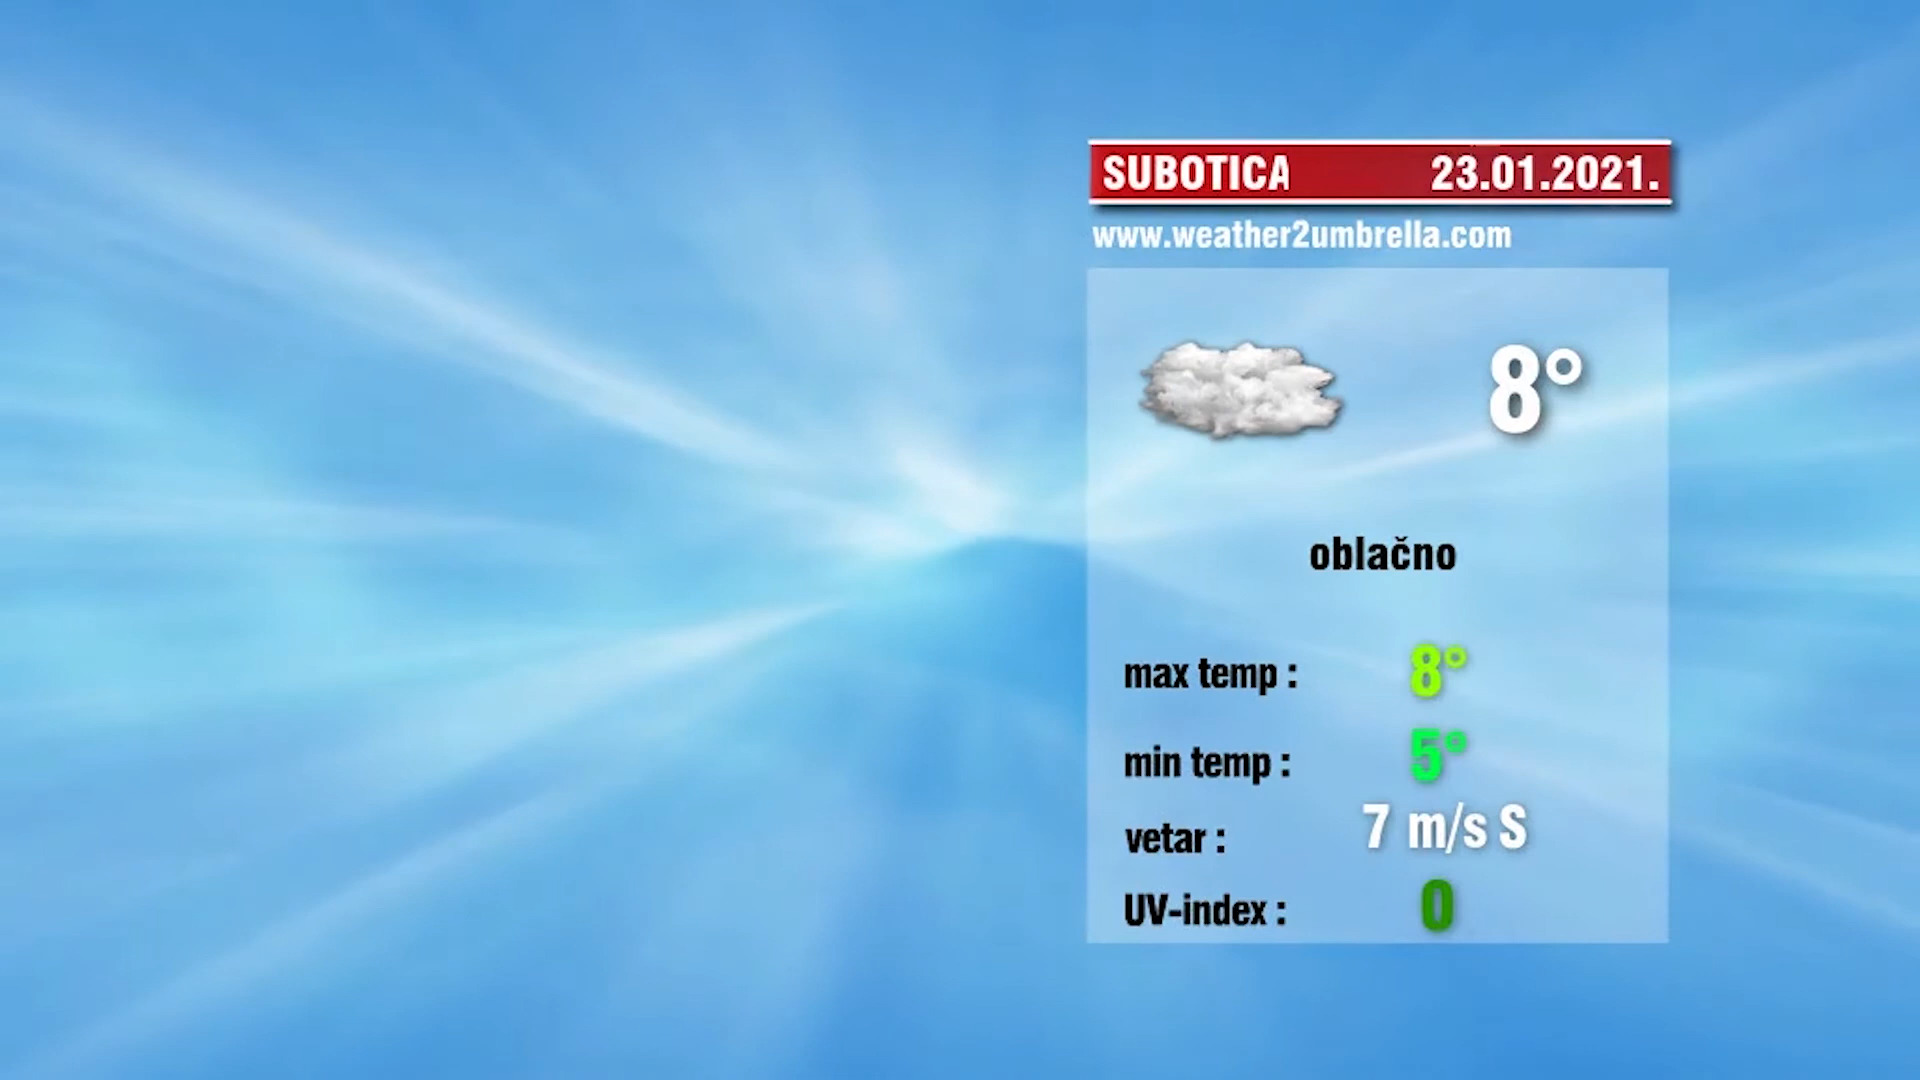 SUBOTICA 23.01.2021.
www.weather2umbrella.com
8°
oblačno
max temp : 8°
min temp : 5°
vetar : 7 m/s S
UV-index : 0